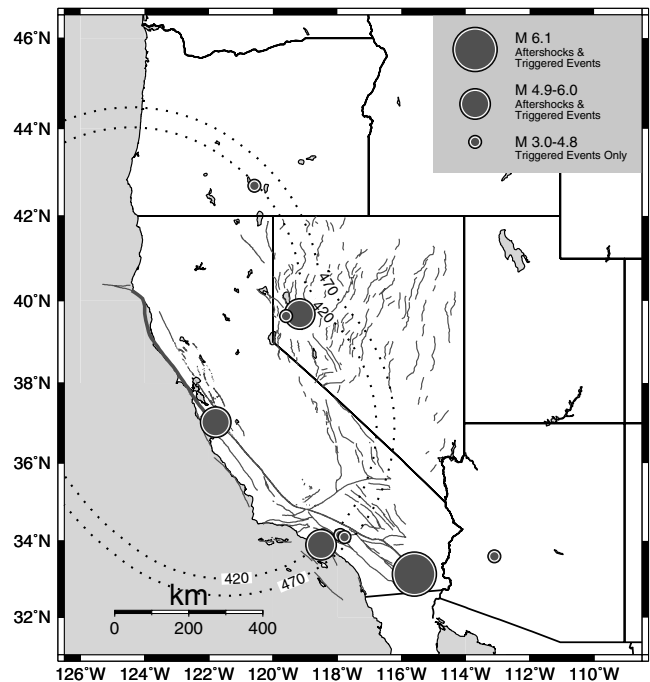 46°N
44°N
42°N
40°N
38°N
36°N
34°N
32°N
M 6.1
Aftershocks &
Triggered Events
M 4.9-6.0
Aftershocks &
Triggered Events
M 3.0-4.8
Triggered Events Only
470
420
420
470
km
0 200 400
126°W 124°W 122°W 120°W 118°W 116°W 114°W 112°W 110°W